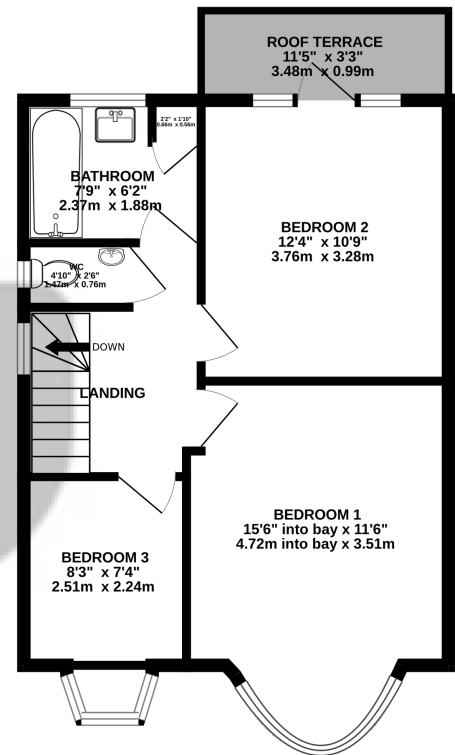 ROOF TERRACE
11'5" x 3'3"
3.48m x 0.99m
2'2" x 1'10"
0.66m x 0.56m
BATHROOM
7'9" x 6'2"
2.37m x 1.88m
BEDROOM 2
12'4" x 10'9"
3.76m x 3.28m
WC
4'10" x 2'6"
1.47m x 0.76m
DOWN
LANDING
BEDROOM 1
15'6" into bay x 11'6"
4.72m into bay x 3.51m
BEDROOM 3
8'3" x 7'4"
2.51m x 2.24m